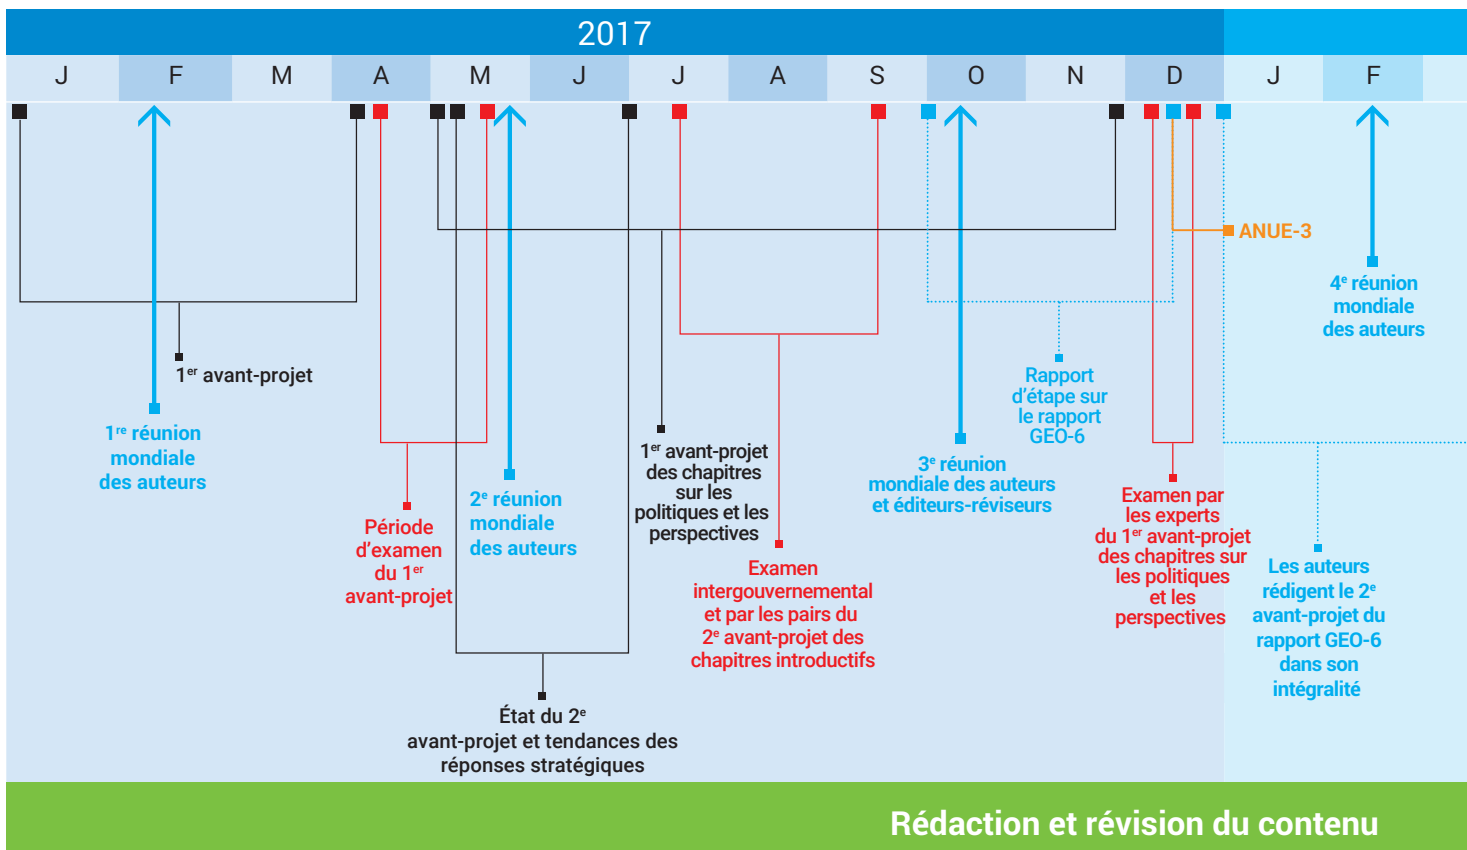 2017
J F M A M J J A S O N D J F
ANUE-3
1er avant-projet
1re réunion
mondiale
des auteurs
Période
d'examen
du 1er
avant-projet
2e réunion
mondiale
des auteurs
État du 2e
avant-projet et tendances des
réponses stratégiques
1er avant-projet
des chapitres
sur les
politiques et les
perspectives
Examen
intergouvernemental
et par les pairs du
2e avant-projet des
chapitres introductifs
3e réunion
mondiale des auteurs
et éditeurs-réviseurs
Rapport
d'étape sur
le rapport
GEO-6
Examen par
les experts
du 1er avant-projet
des chapitres sur
les politiques
et les
perspectives
4e réunion
mondiale
des auteurs
Les auteurs
rédigent le 2e
avant-projet du
rapport GEO-6
dans son
intégralité
Rédaction et révision du contenu